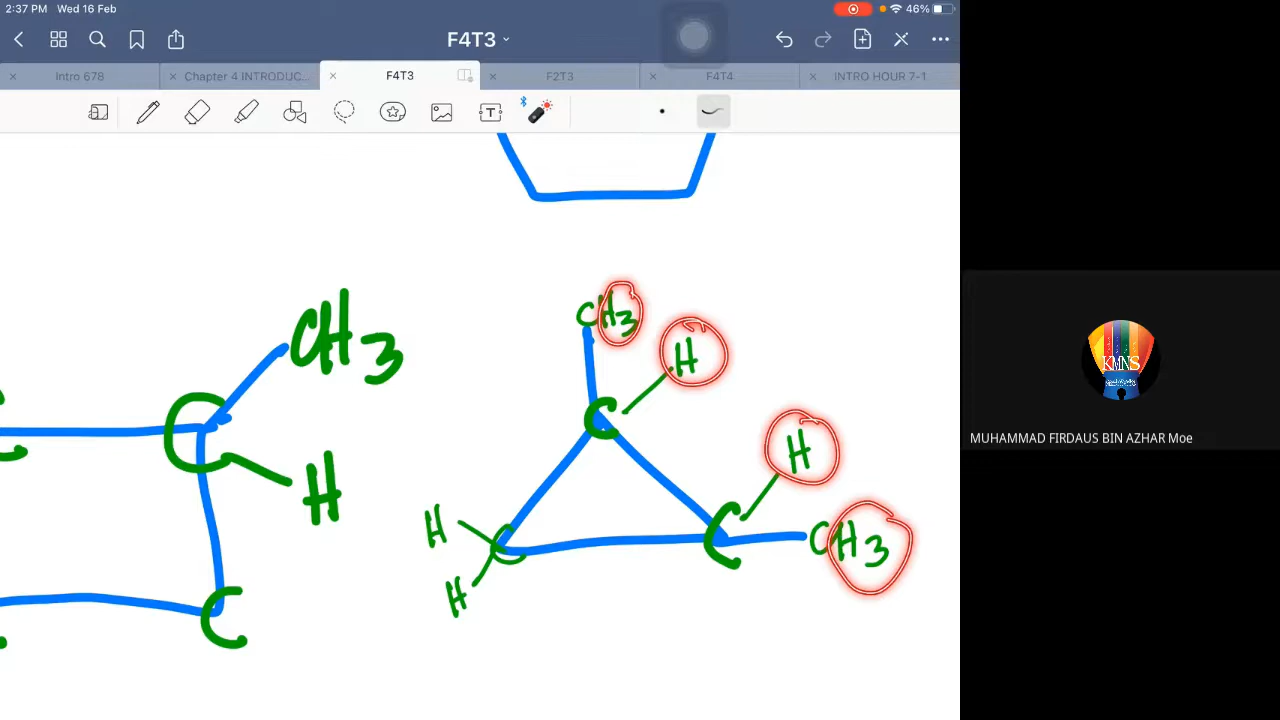 2:37 PM Wed 16 Feb
46%
F4T3
Intro 678
Chapter 4 INTRODUC...
F4T3
F2T3
F4T4
INTRO HOUR 7-1
T
CH3
H
CH3
C
H
C
H
C
H
C
CH3
H
C
H
C
KMNS
MUHAMMAD FIRDAUS BIN AZHAR Moe